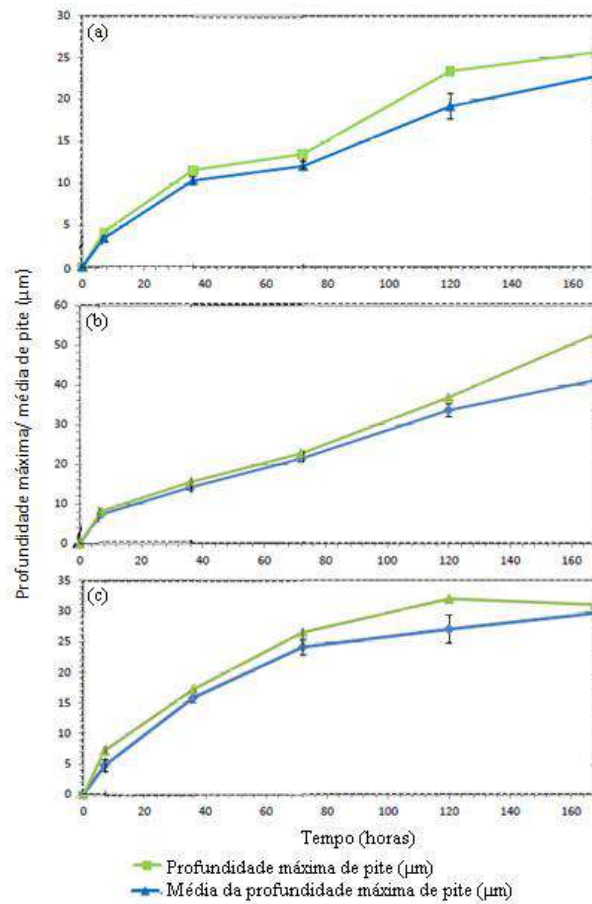 Profundidade máxima/ média de pite (µm)
(a)
30
25
20
15
10
5
0
0 20 40 60 80 100 120 140 160
(b)
60
50
40
30
20
10
0
0 20 40 60 80 100 120 140 160
(c)
35
30
25
20
15
10
5
0
0 20 40 60 80 100 120 140 160
Tempo (horas)
Profundidade máxima de pite (µm)
Média da profundidade máxima de pite (µm)